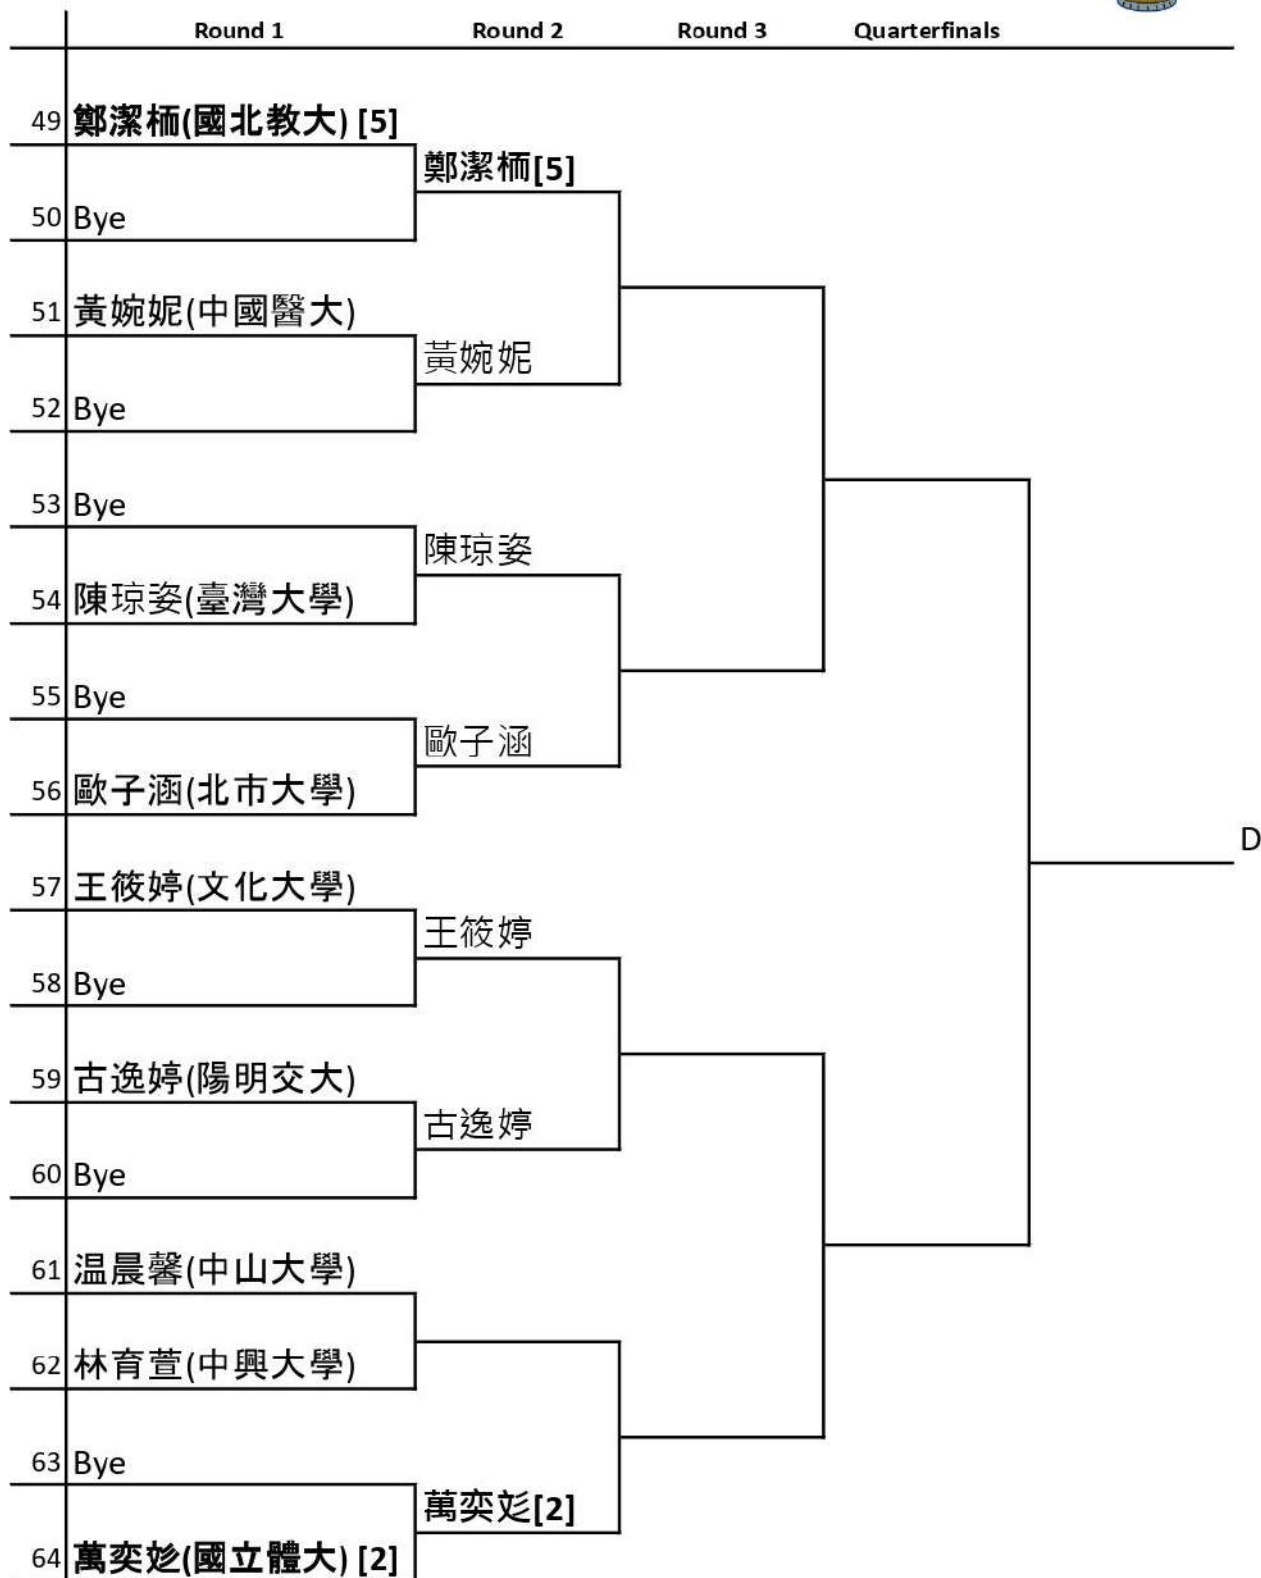 Round 1 Round 2 Round 3 Quarterfinals
49 鄭潔楠(國北教大) [5]
鄭潔楠[5]
50 Bye
51 黃婉妮(中國醫大)
黃婉妮
52 Bye
53 Bye
陳琼姿
54 陳琼姿(臺灣大學)
55 Bye
歐子涵
56 歐子涵(北市大學)
D
57 王筱婷(文化大學)
王筱婷
58 Bye
59 古逸婷(陽明交大)
古逸婷
60 Bye
61 温晨馨(中山大學)
62 林育萱(中興大學)
63 Bye
萬奕彣[2]
64 萬奕彣(國立體大) [2]